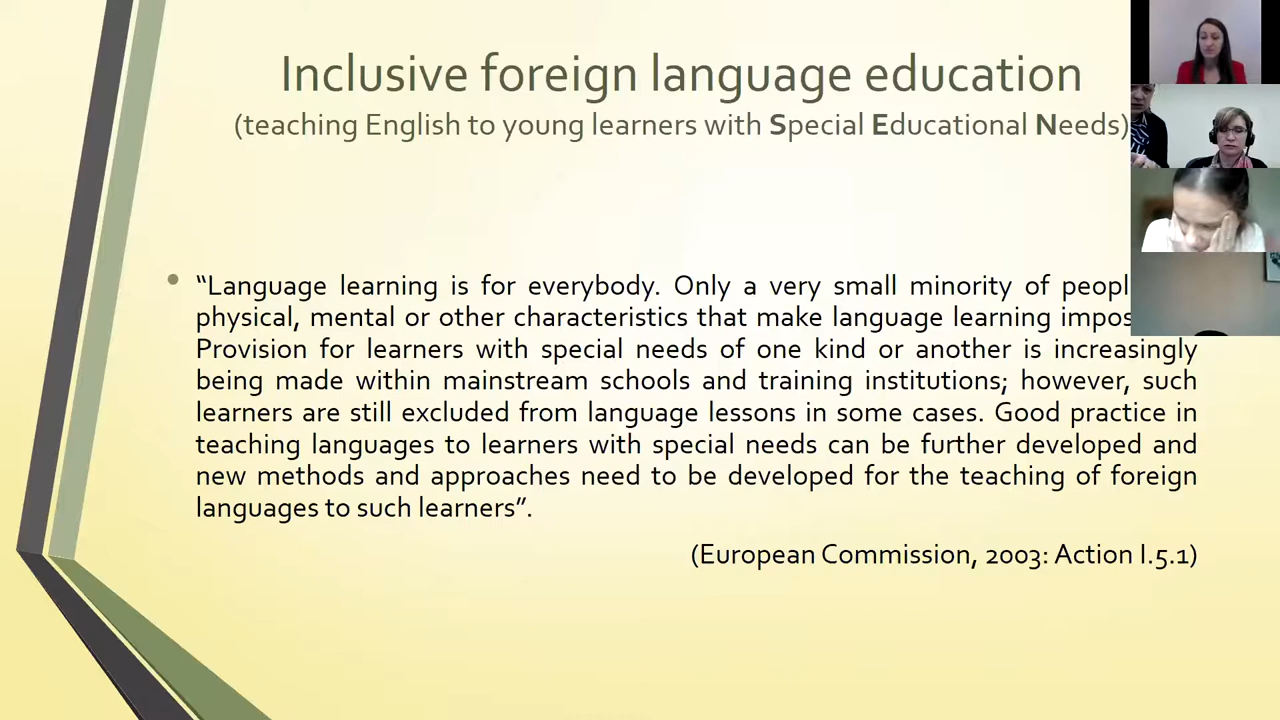 Inclusive foreign language education
(teaching English to young learners with Special Educational Needs)
“Language learning is for everybody. Only a very small minority of
physical, mental or other characteristics that make language learning
Provision for learners with special needs of one kind or another is increasingly
being made within mainstream schools and training institutions; however, such
learners are still excluded from language lessons in some cases. Good practice in
teaching languages to learners with special needs can be further developed and
new methods and approaches need to be developed for the teaching of foreign
languages to such learners”.
(European Commission, 2003: Action I.5.1)